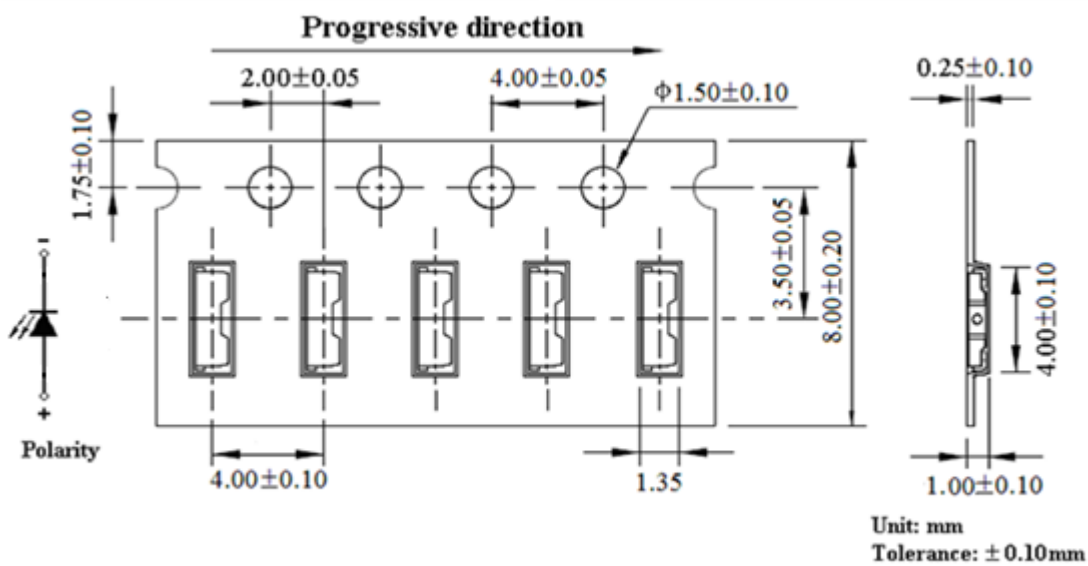 Progressive direction
2.00±0.05
4.00±0.05
0.25±0.10
ϕ1.50±0.10
1.75±0.10
3.50±0.05
8.00±0.20
4.00±0.10
-
+
Polarity
4.00±0.10
1.35
1.00±0.10
Unit: mm
Tolerance: ±0.10mm